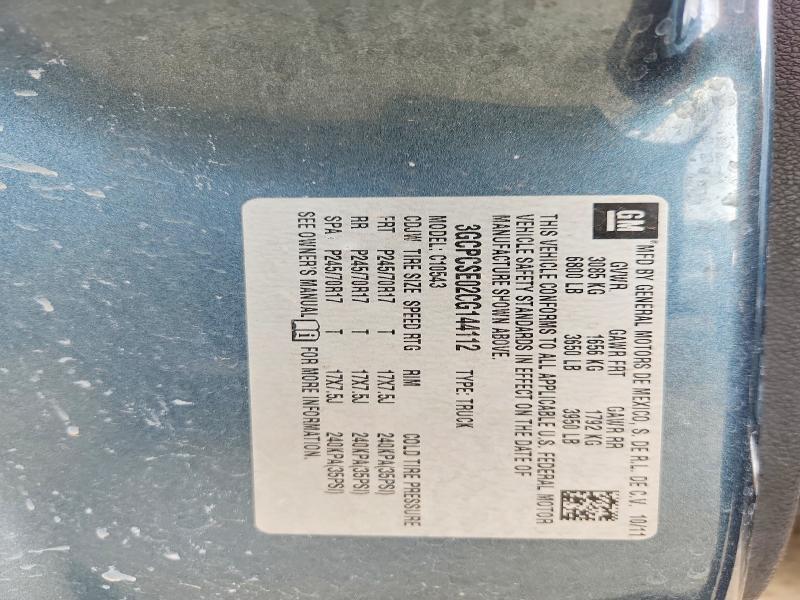 GM
MFD BY GENERAL MOTORS DE MEXICO, S. DE R.L. DE C.V. 10/11
GVWR GAWR FRT GAWR RR
3085 KG 1656 KG 1792 KG
6800 LB 3650 LB 3950 LB
THIS VEHICLE CONFORMS TO ALL APPLICABLE U.S. FEDERAL MOTOR
VEHICLE SAFETY STANDARDS IN EFFECT ON THE DATE OF
MANUFACTURE SHOWN ABOVE.
3GCPCSE02CG144112 TYPE: TRUCK
MODEL: C10543
COUW TIRE SIZE SPEED RTG RIM COLD TIRE PRESSURE
FRT P245/70R17 T 17X7.5J 240KPA(35PSI)
RR P245/70R17 T 17X7.5J 240KPA(35PSI)
SPA: P245/70R17 T 17X7.5J 240KPA(35PSI)
SEE OWNER'S MANUAL FOR MORE INFORMATION.